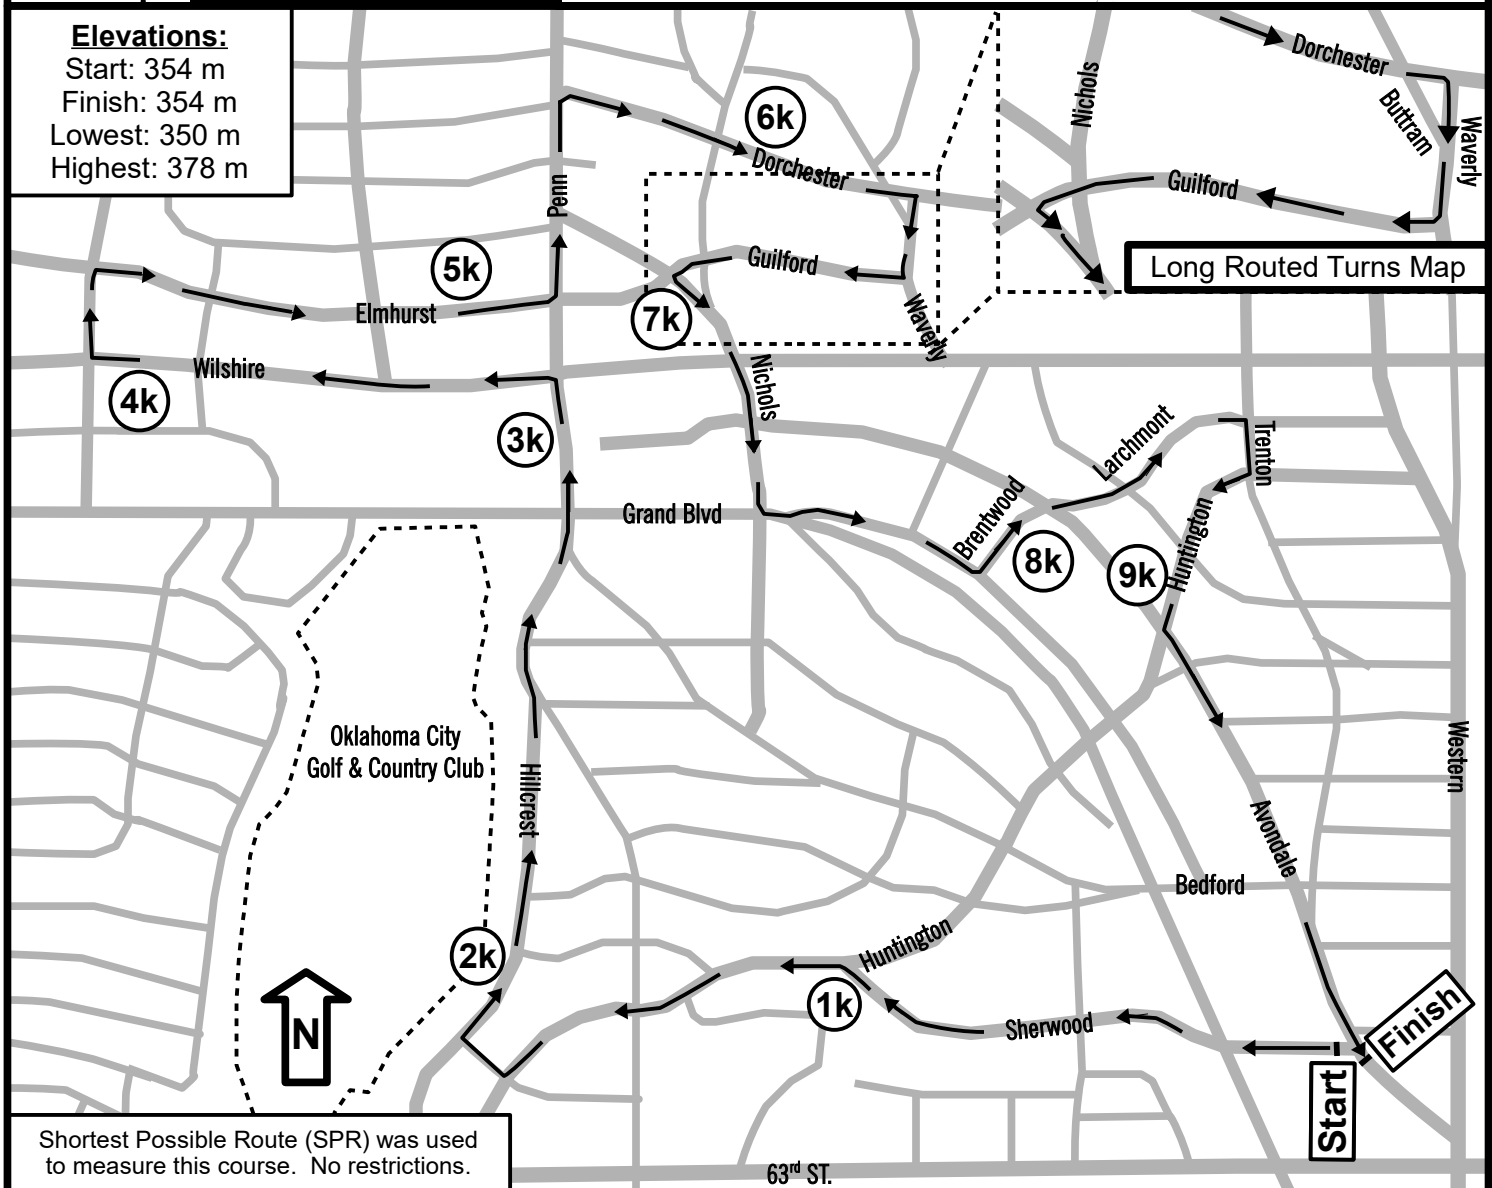 Elevations:
Start: 354 m
Finish: 354 m
Lowest: 350 m
Highest: 378 m
Dorchester
Nichols
Buttram
Waverly
6k
Dorchester
Penn
Guilford
5k
Guilford
Long Routed Turns Map
Elmhurst
7k
Waverly
Wilshire
Nichols
4k
3k
Larchmont
Trenton
Grand Blvd
Brentwood
Huntington
8k
9k
Oklahoma City
Golf & Country Club
Hillcrest
Western
Avondale
Bedford
2k
Huntington
1k
Sherwood
N
Finish
Start
Shortest Possible Route (SPR) was used
to measure this course.  No restrictions.
63rd ST.